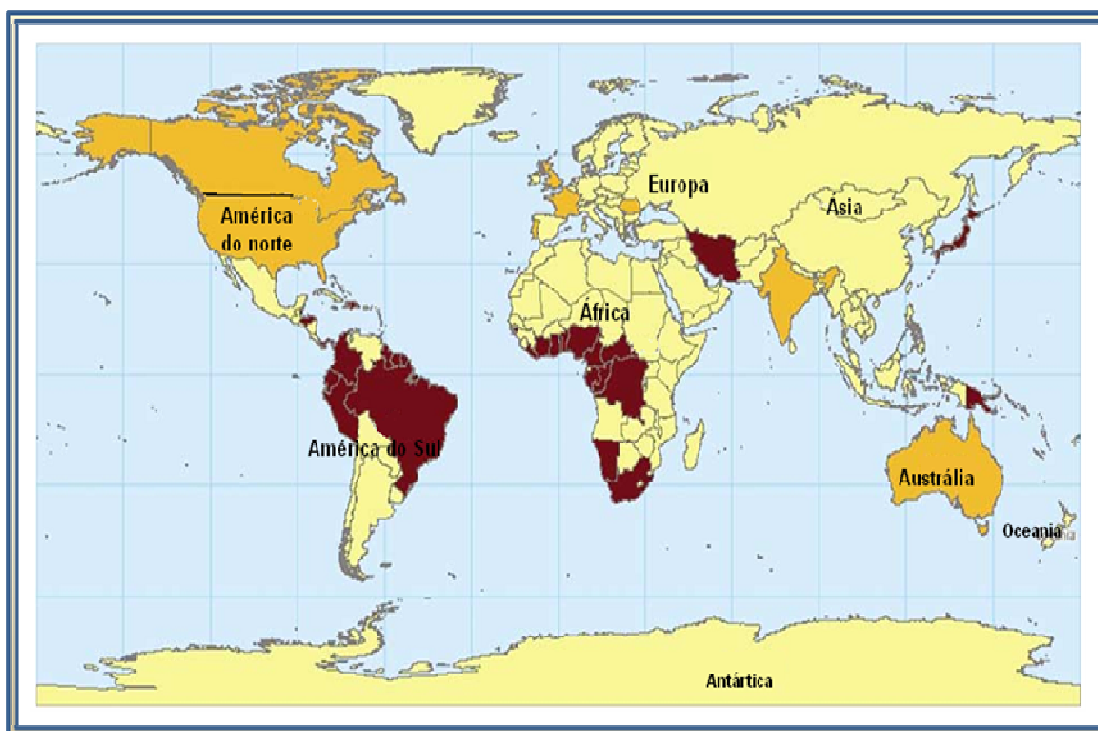 Europa
Ásia
América
do norte
África
América do Sul
Austrália
Oceania
Antártica